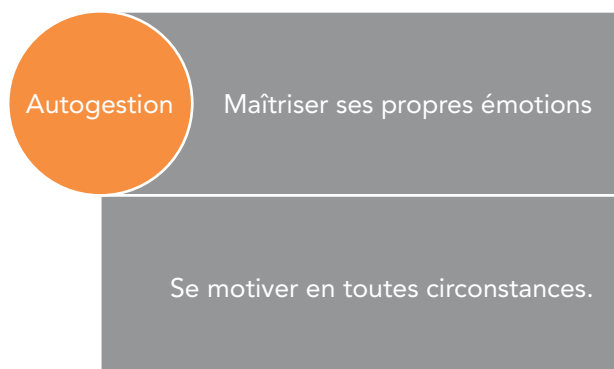 Autogestion
Maîtriser ses propres émotions
Se motiver en toutes circonstances.